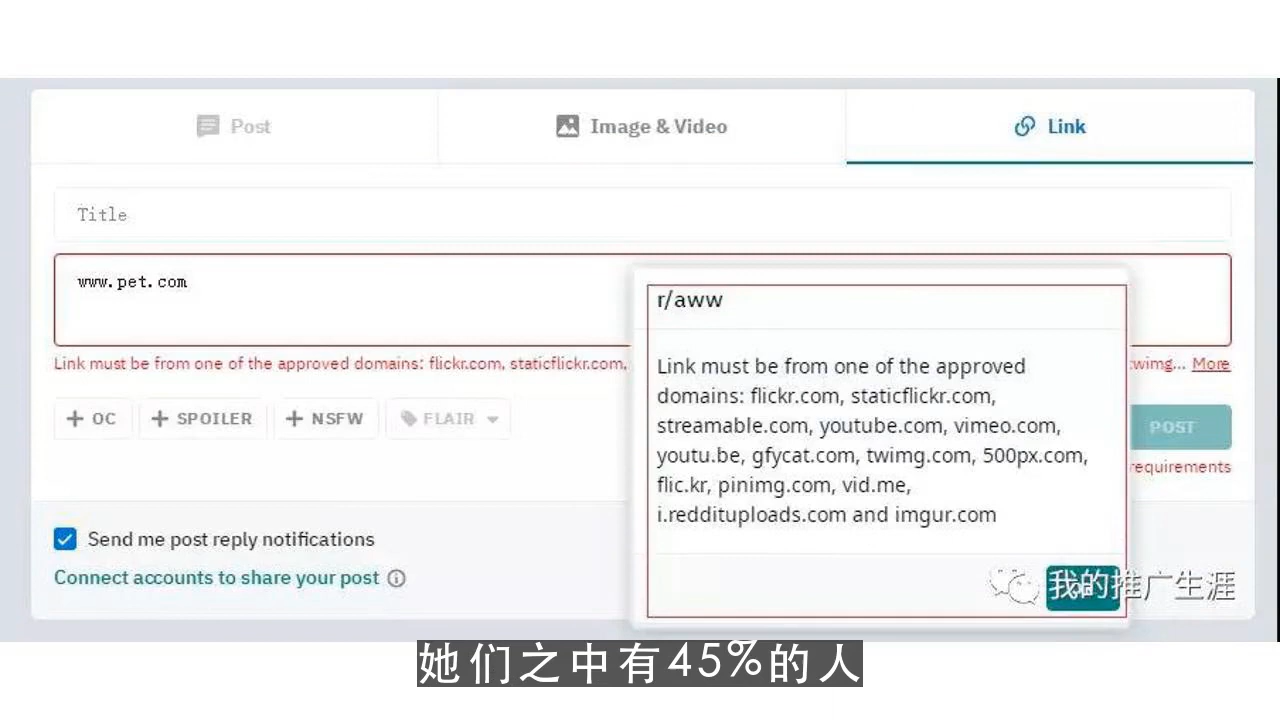 Post
Image & Video
Link
Title
www.pet.com
Link must be from one of the approved domains: flickr.com, staticflickr.com,
twimg... More
r/aww
Link must be from one of the approved
domains: flickr.com, staticflickr.com,
streamable.com, youtube.com, vimeo.com,
youtu.be, gfycat.com, twimg.com, 500px.com,
flic.kr, pinimg.com, vid.me,
i.reddituploads.com and imgur.com
+ OC
+ SPOILER
+ NSFW
FLAIR
POST
requirements
Send me post reply notifications
Connect accounts to share your post
我的推广生涯
她们之中有45%的人